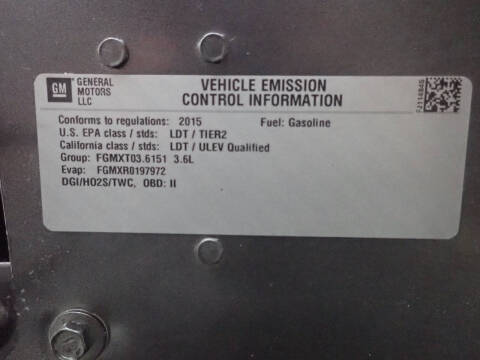 GM
GENERAL
MOTORS
LLC
VEHICLE EMISSION
CONTROL INFORMATION
Conforms to regulations: 2015 Fuel: Gasoline
U.S. EPA class / stds: LDT / TIER2
California class / stds: LDT / ULEV Qualified
Group: FGMXT03.6151 3.6L
Evap: FGMXR0197972
DGI/HO2S/TWC, OBD: II